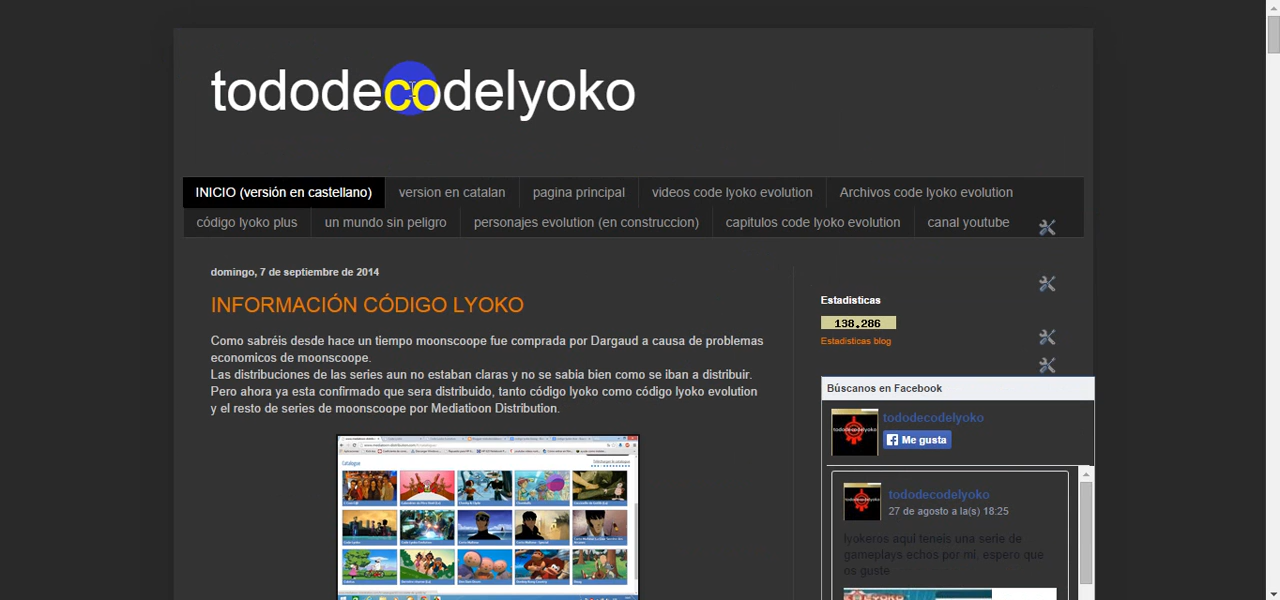 tododecodelyoko
INICIO (versión en castellano)
version en catalan
pagina principal
videos code lyoko evolution
Archivos code lyoko evolution
código lyoko plus
un mundo sin peligro
personajes evolution (en construccion)
capitulos code lyoko evolution
canal youtube
domingo, 7 de septiembre de 2014
INFORMACIÓN CÓDIGO LYOKO
Como sabréis desde hace un tiempo moonscoope fue comprada por Dargaud a causa de problemas
economicos de moonscoope.
Las distribuciones de las series aun no estaban claras y no se sabia bien como se iban a distribuir.
Pero ahora ya esta confirmado que sera distribuido, tanto código lyoko como código lyoko evolution
y el resto de series de moonscoope por Mediatioon Distribution.
Catalogue
Estadisticas
138.286
Estadisticas blog
Búscanos en Facebook
tododecodelyoko
Me gusta
tododecodelyoko
27 de agosto a la(s) 18:25
lyokeros aquí teneis una serie de
gameplays echos por mí, espero que
os guste